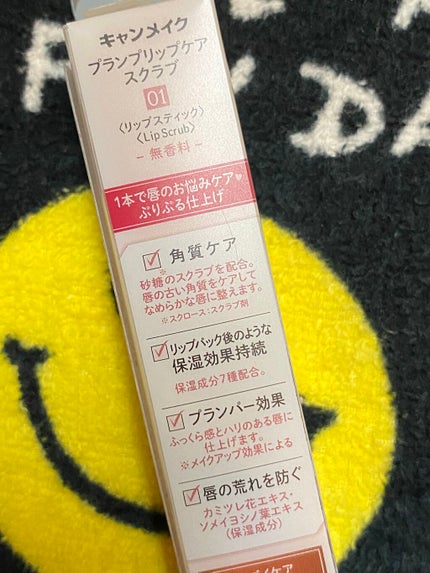 キャンメイク
プランプリップケア
スクラブ
01
〈リップスティック〉
〈Lip Scrub〉
- 無香料 -
1本で唇のお悩みケア♥
ぷりぷる仕上げ
角質ケア
砂糖※のスクラブを配合。
唇の古い角質をケアして
なめらかな唇に整えます。
※スクロース：スクラブ剤
リップパック後のような
保湿効果持続
保湿成分7種配合。
プランパー効果
ふっくら感とハリのある唇に
仕上げます。
※メイクアップ効果による
唇の荒れを防ぐ
カミツレ花エキス・
ソメイヨシノ葉エキス
（保湿成分）
DA